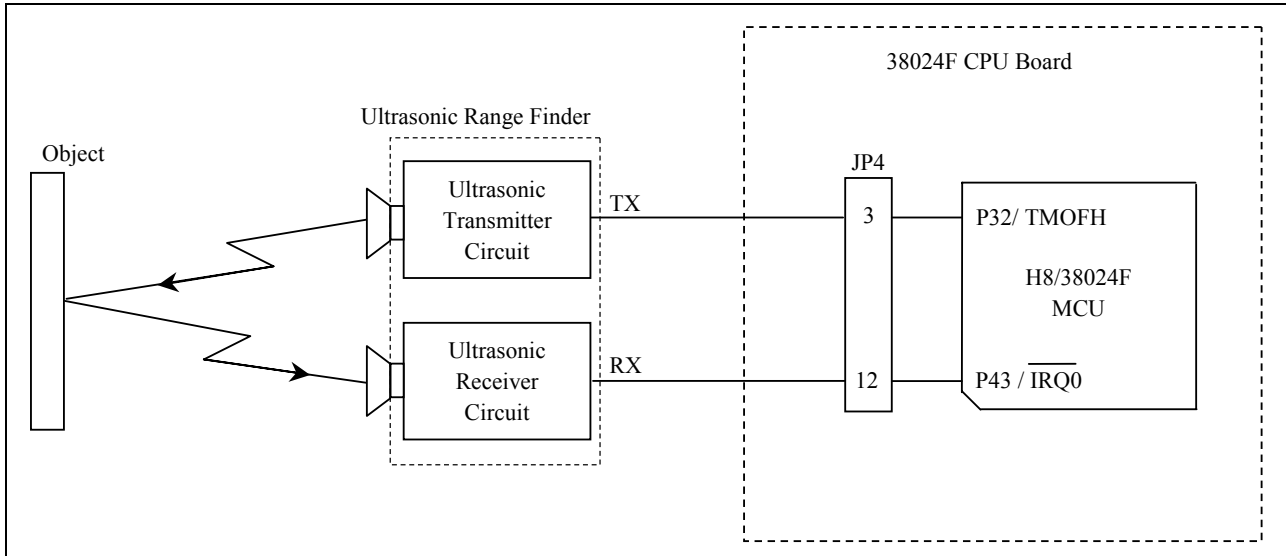 38024F CPU Board
Ultrasonic Range Finder
Object
Ultrasonic
Transmitter
Circuit
TX
JP4
3
P32/ TMOFH
H8/38024F
MCU
Ultrasonic
Receiver
Circuit
RX
12
P43 / IRQ0